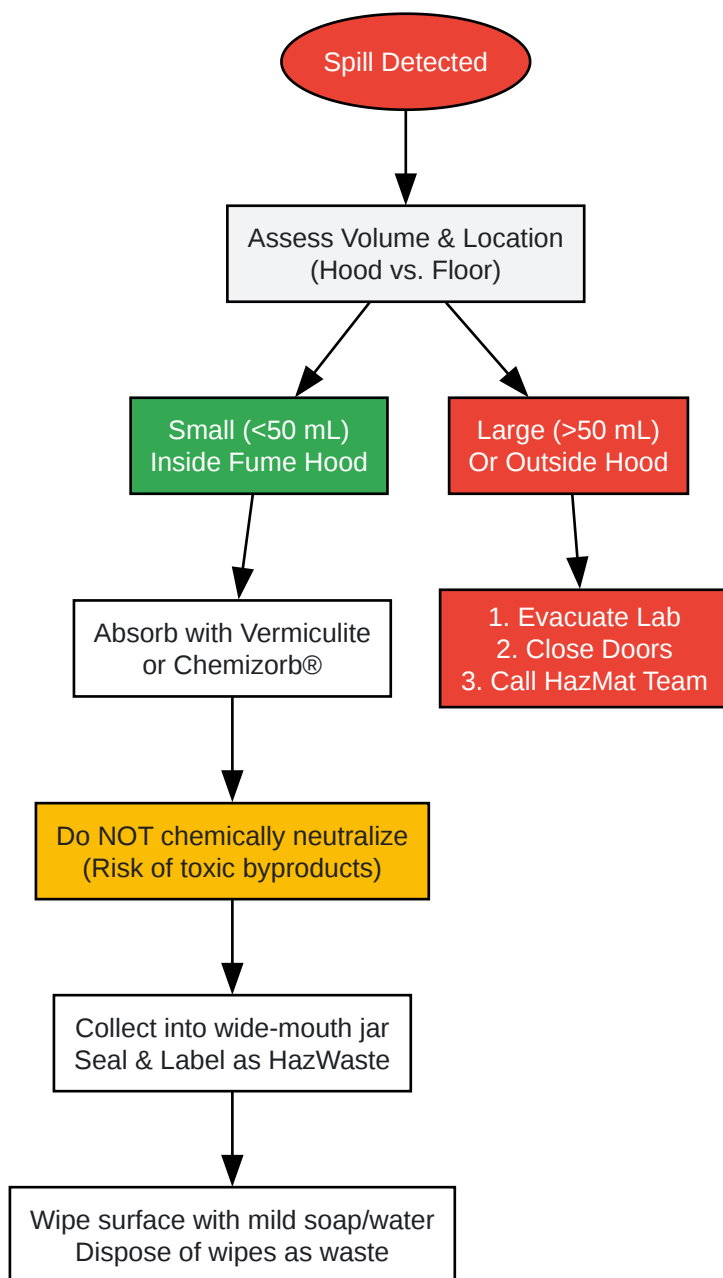 Spill Detected
Assess Volume & Location
(Hood vs. Floor)
Small (<50 mL)
Inside Fume Hood
Large (>50 mL)
Or Outside Hood
Absorb with Vermiculite
or Chemizorb®
1. Evacuate Lab
2. Close Doors
3. Call HazMat Team
Do NOT chemically neutralize
(Risk of toxic byproducts)
Collect into wide-mouth jar
Seal & Label as HazWaste
Wipe surface with mild soap/water
Dispose of wipes as waste